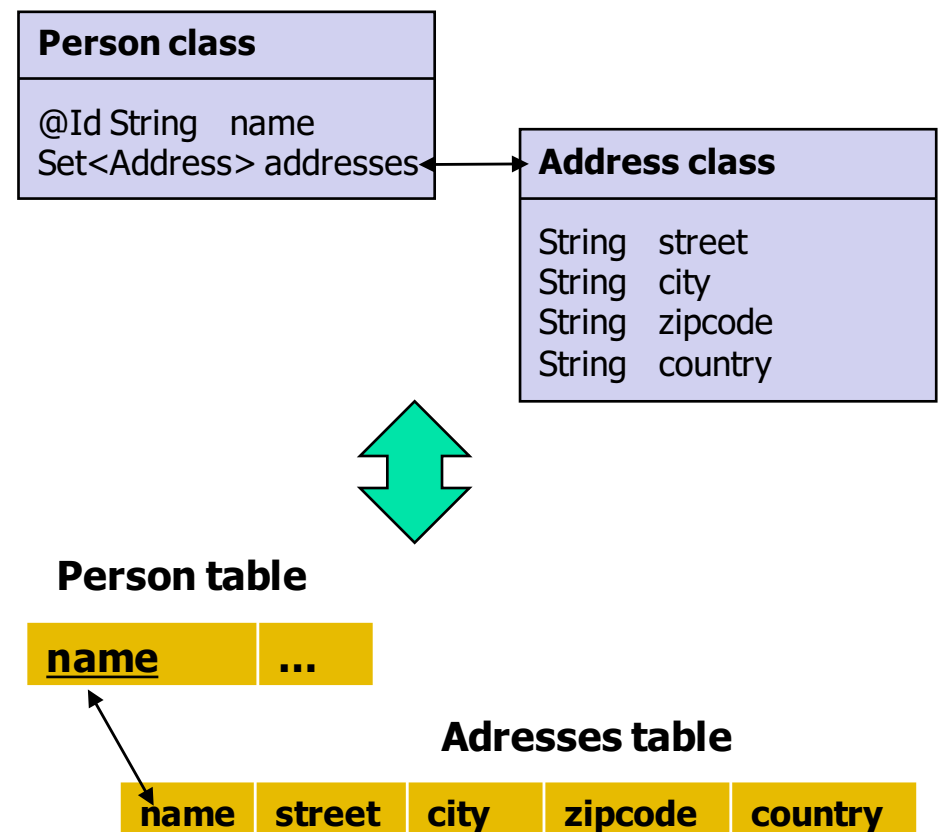 Person class
@Id String name
Set<Address> addresses
Address class
String street
String city
String zipcode
String country
Person table
name ...
Adresses table
name street city zipcode country